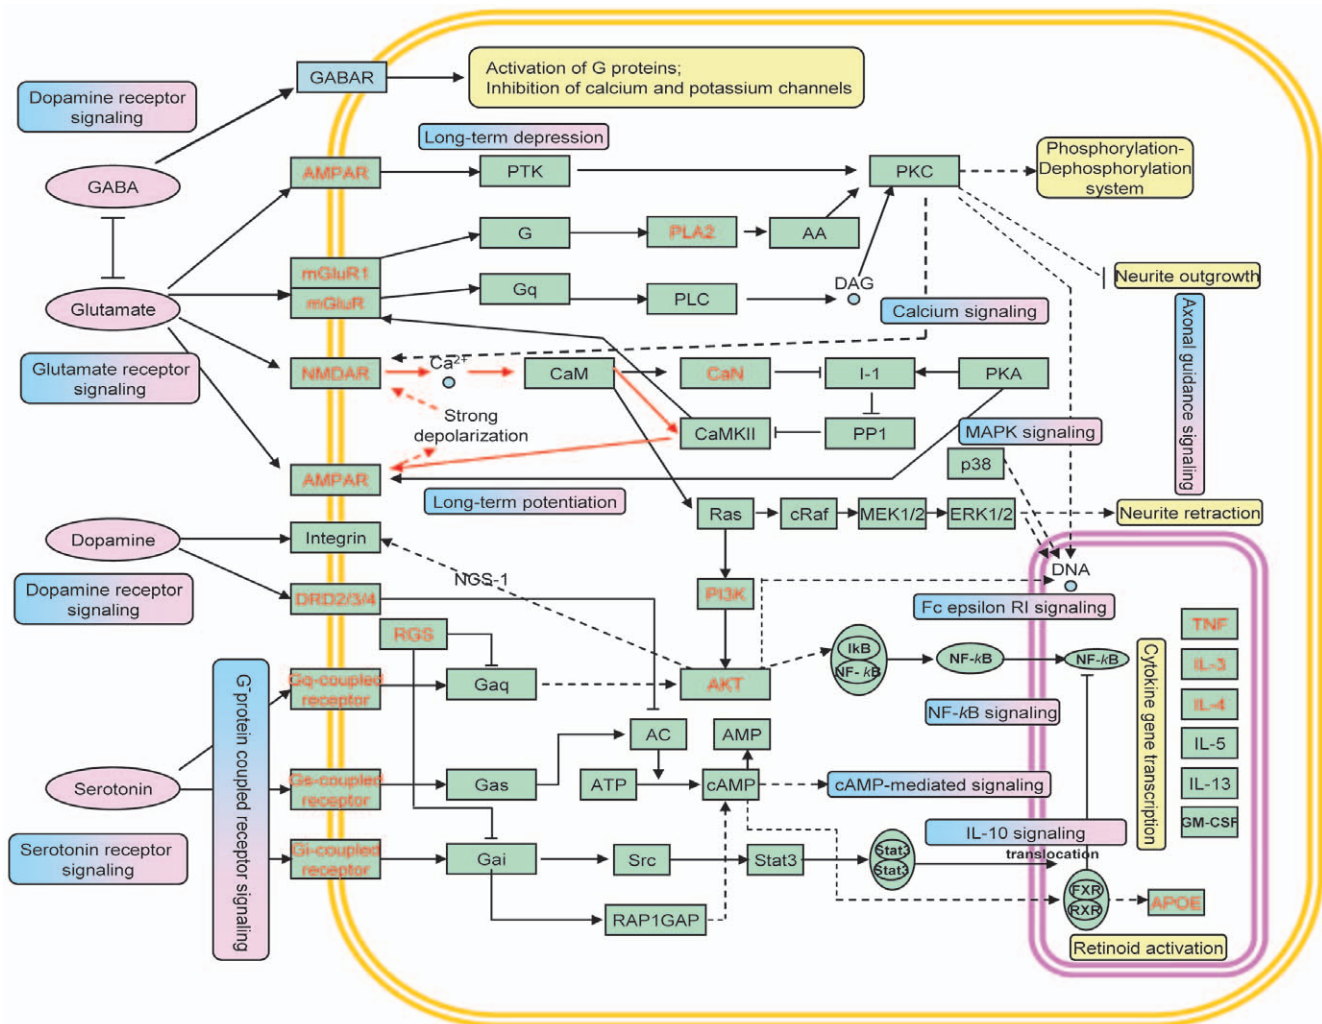 GABAR
Activation of G proteins;
Inhibition of calcium and potassium channels
Dopamine receptor
signaling
Long-term depression
GABA
AMPAR
PTK
PKC
Phosphorylation-
Dephosphorylation
system
G
PLA2
AA
mGluR1
mGluR
Gq
PLC
DAG
Neurite outgrowth
Glutamate
Calcium signaling
Axonal guidance signaling
Glutamate receptor
signaling
NMDAR
Ca2+
CaM
CaN
I-1
PKA
Strong
depolarization
CaMKII
PP1
MAPK signaling
p38
AMPAR
Long-term potentiation
Ras
cRaf
MEK1/2
ERK1/2
Neurite retraction
Dopamine
Integrin
NGS-1
DNA
Dopamine receptor
signaling
DRD2/3/4
PI3K
Fc epsilon RI signaling
RGS
IkB
NF-kB
NF-kB
NF-kB
TNF
IL-3
IL-4
IL-5
IL-13
GM-CSF
Cytokine gene transcription
G-protein coupled receptor signaling
Gq-coupled
receptor
Gaq
AKT
NF-kB signaling
AC
AMP
Serotonin
Gs-coupled
receptor
Gas
ATP
cAMP
cAMP-mediated signaling
Serotonin receptor
signaling
Gi-coupled
receptor
Gai
Src
Stat3
Stat3
Stat3
IL-10 signaling
translocation
RAP1GAP
FXR
RXR
APOE
Retinoid activation